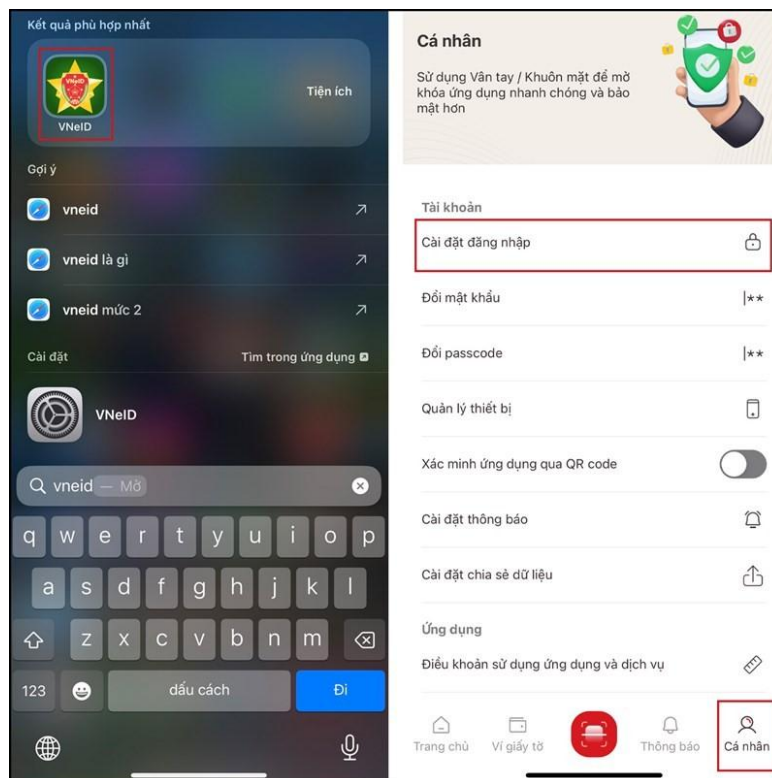 Kết quả phù hợp nhất
VNeID
VNeID
Tiện ích
Gợi ý
vneid
vneid là gì
vneid mức 2
Cài đặt
Tìm trong ứng dụng
VNeID
vneid — Mở
q w e r t y u i o p
a s d f g h j k l
z x c v b n m
123
dấu cách
Đi
Cá nhân
Sử dụng Vân tay / Khuôn mặt để mở
khóa ứng dụng nhanh chóng và bảo
mật hơn
Tài khoản
Cài đặt đăng nhập
Đổi mật khẩu |**
Đổi passcode |**
Quản lý thiết bị
Xác minh ứng dụng qua QR code
Cài đặt thông báo
Cài đặt chia sẻ dữ liệu
Ứng dụng
Điều khoản sử dụng ứng dụng và dịch vụ
Trang chủ
Ví giấy tờ
Thông báo
Cá nhân